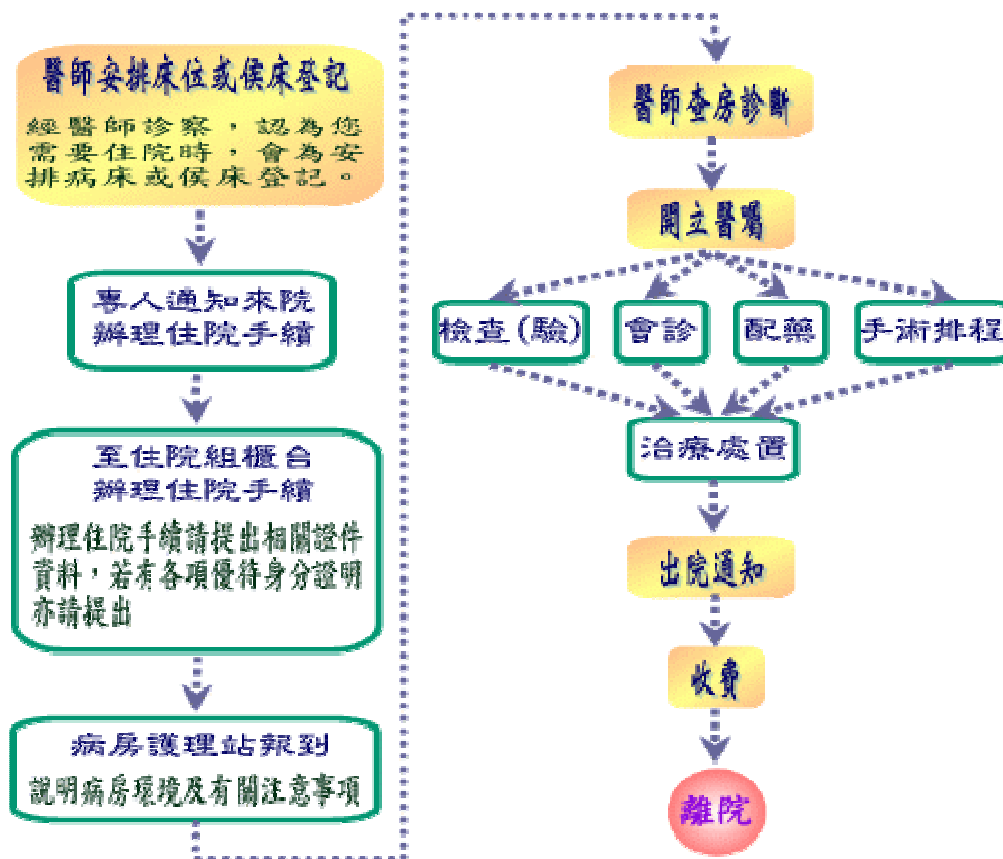 醫師安排床位或侯床登記
經醫師診察，認為您
需要住院時，會為安
排病床或侯床登記。
專人通知來院
辦理住院手續
至住院組櫃台
辦理住院手續
辦理住院手續請提出相關證件
資料，若有各項優待身分證明
亦請提出
病房護理站報到
說明病房環境及有關注意事項
醫師查房診斷
開立醫囑
檢查(驗)
會診
配藥
手術排程
治療處置
出院通知
收費
離院